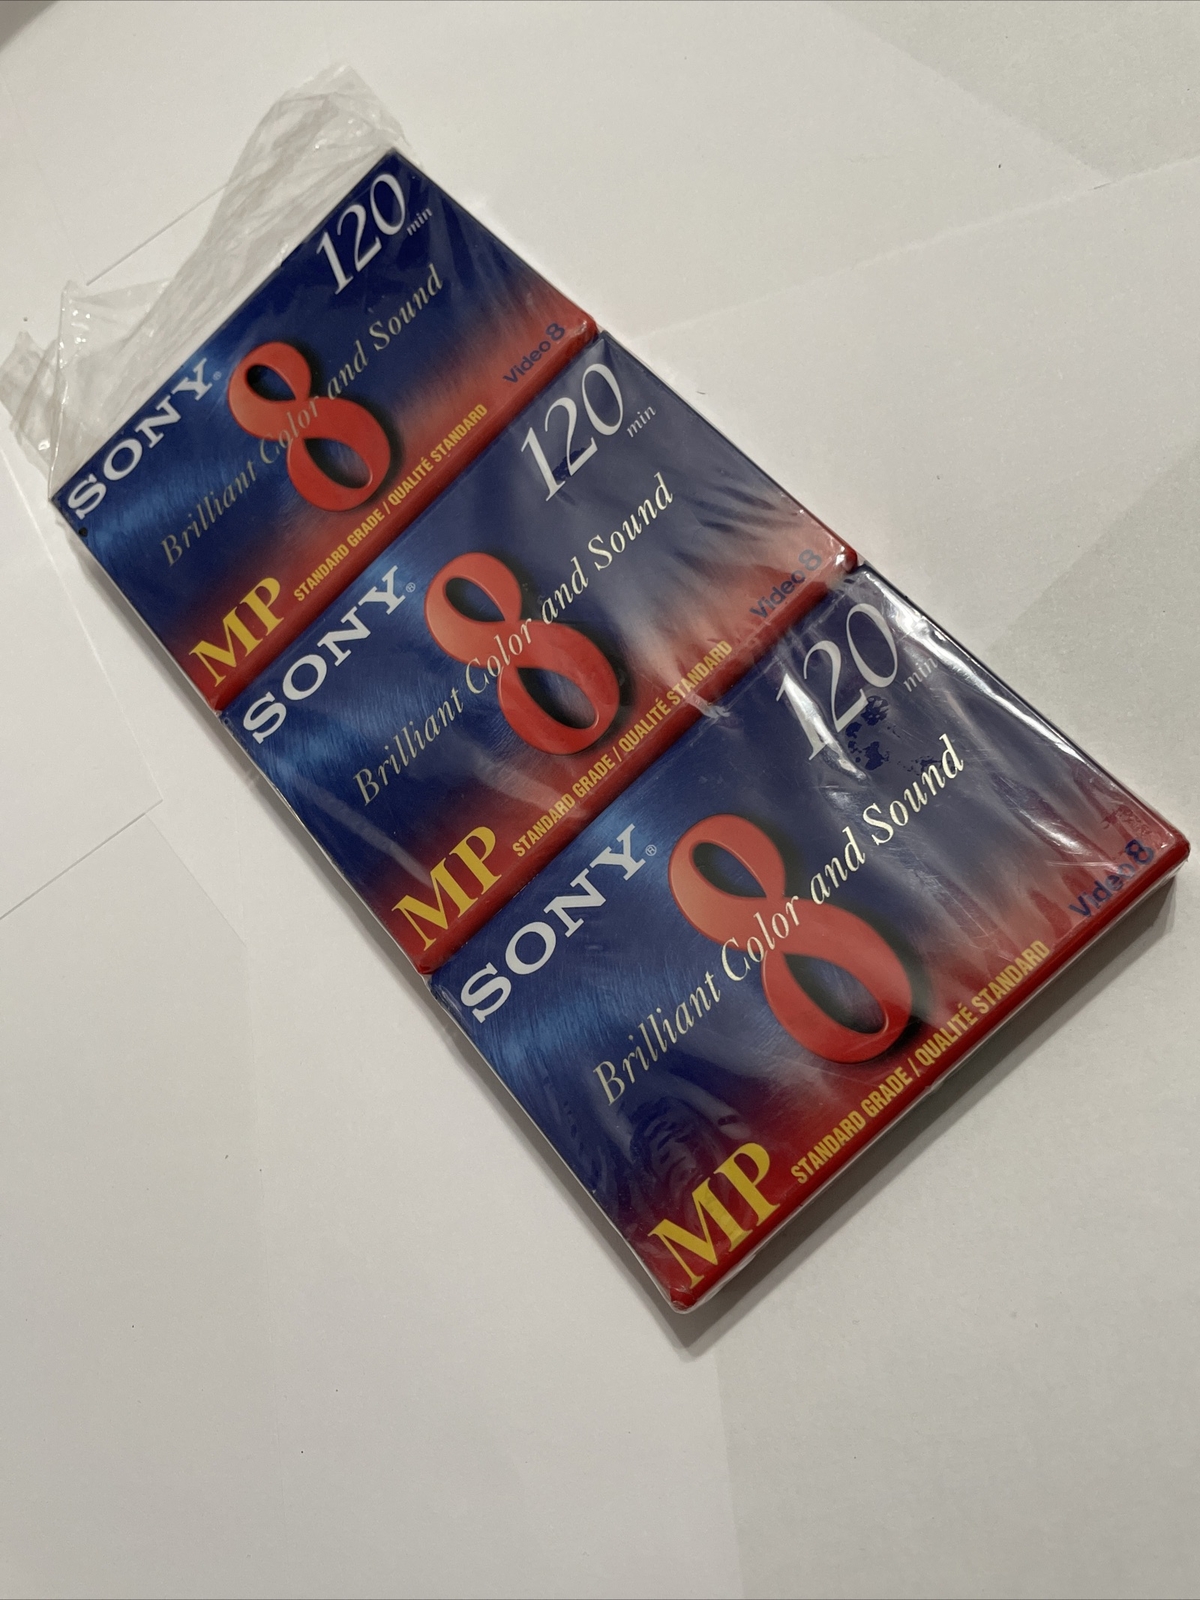 SONY®
120 min
8
Brilliant Color and Sound
Video 8
MP STANDARD GRADE / QUALITÉ STANDARD
SONY®
120 min
8
Brilliant Color and Sound
Video 8
MP STANDARD GRADE / QUALITÉ STANDARD
SONY®
120 min
8
Brilliant Color and Sound
Video 8
MP STANDARD GRADE / QUALITÉ STANDARD